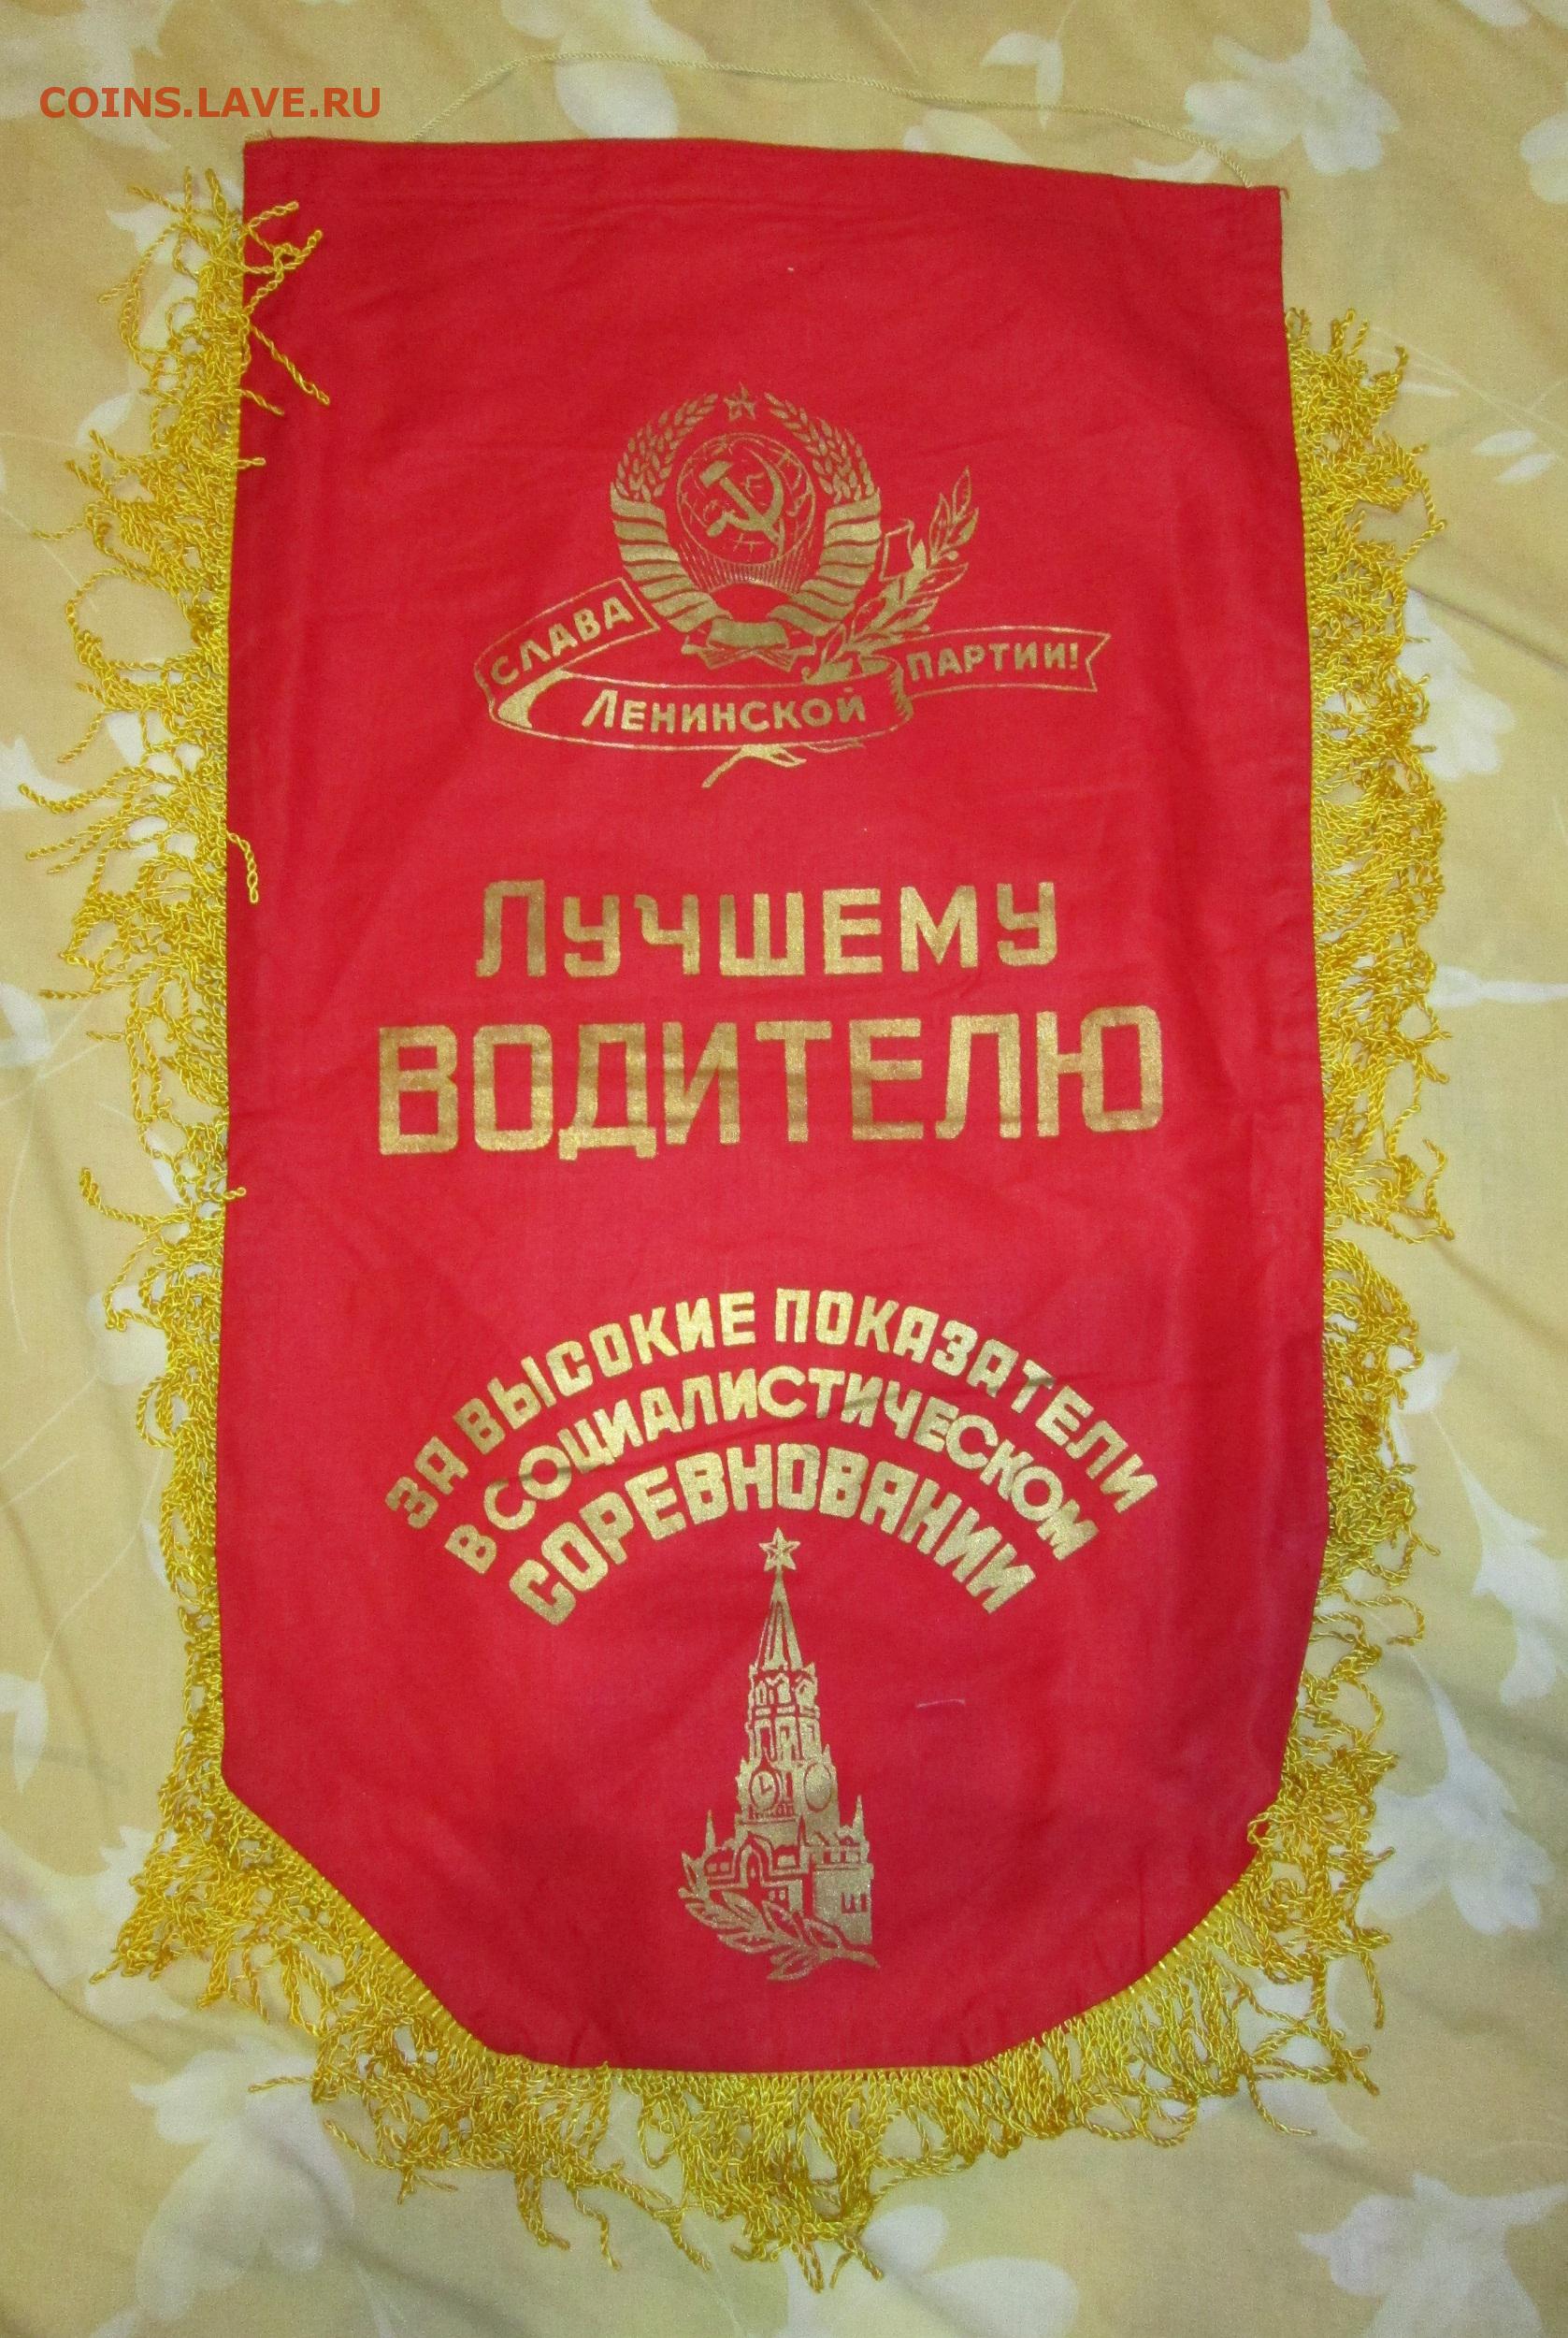 COINS.LAVE.RU
СЛАВА
ЛЕНИНСКОЙ
ПАРТИИ!
ЛУЧШЕМУ
ВОДИТЕЛЮ
ЗА ВЫСОКИЕ ПОКАЗАТЕЛИ
В СОЦИАЛИСТИЧЕСКОМ
СОРЕВНОВАНИИ